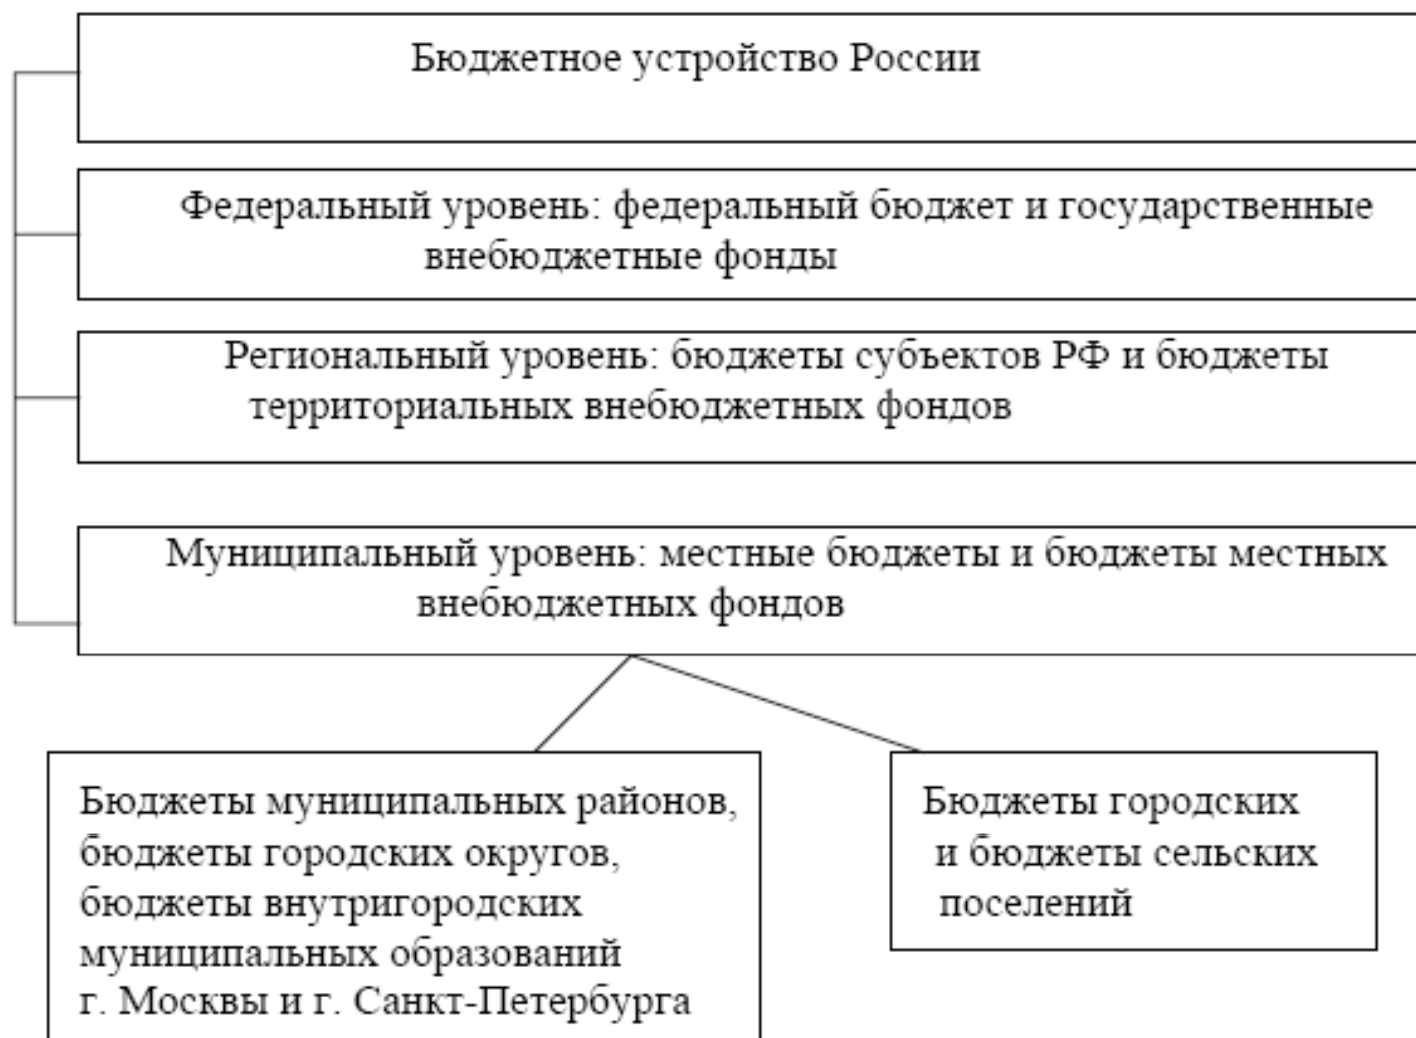 Бюджетное устройство России
Федеральный уровень: федеральный бюджет и государственные
внебюджетные фонды
Региональный уровень: бюджеты субъектов РФ и бюджеты
территориальных внебюджетных фондов
Муниципальный уровень: местные бюджеты и бюджеты местных
внебюджетных фондов
Бюджеты муниципальных районов,
бюджеты городских округов,
бюджеты внутригородских
муниципальных образований
г. Москвы и г. Санкт-Петербурга
Бюджеты городских
и бюджеты сельских
поселений